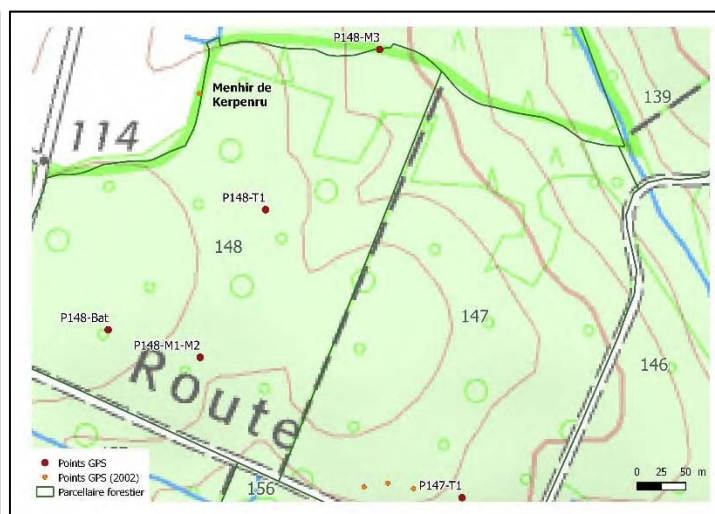 P148-M3
139
Menhir de
Kerpenru
114
P148-T1
148
147
P148-Bat
P148-M1-M2
146
Route
Points GPS
Points GPS (2002)
Parcellaire forestier
156
P147-T1
0 25 50 m